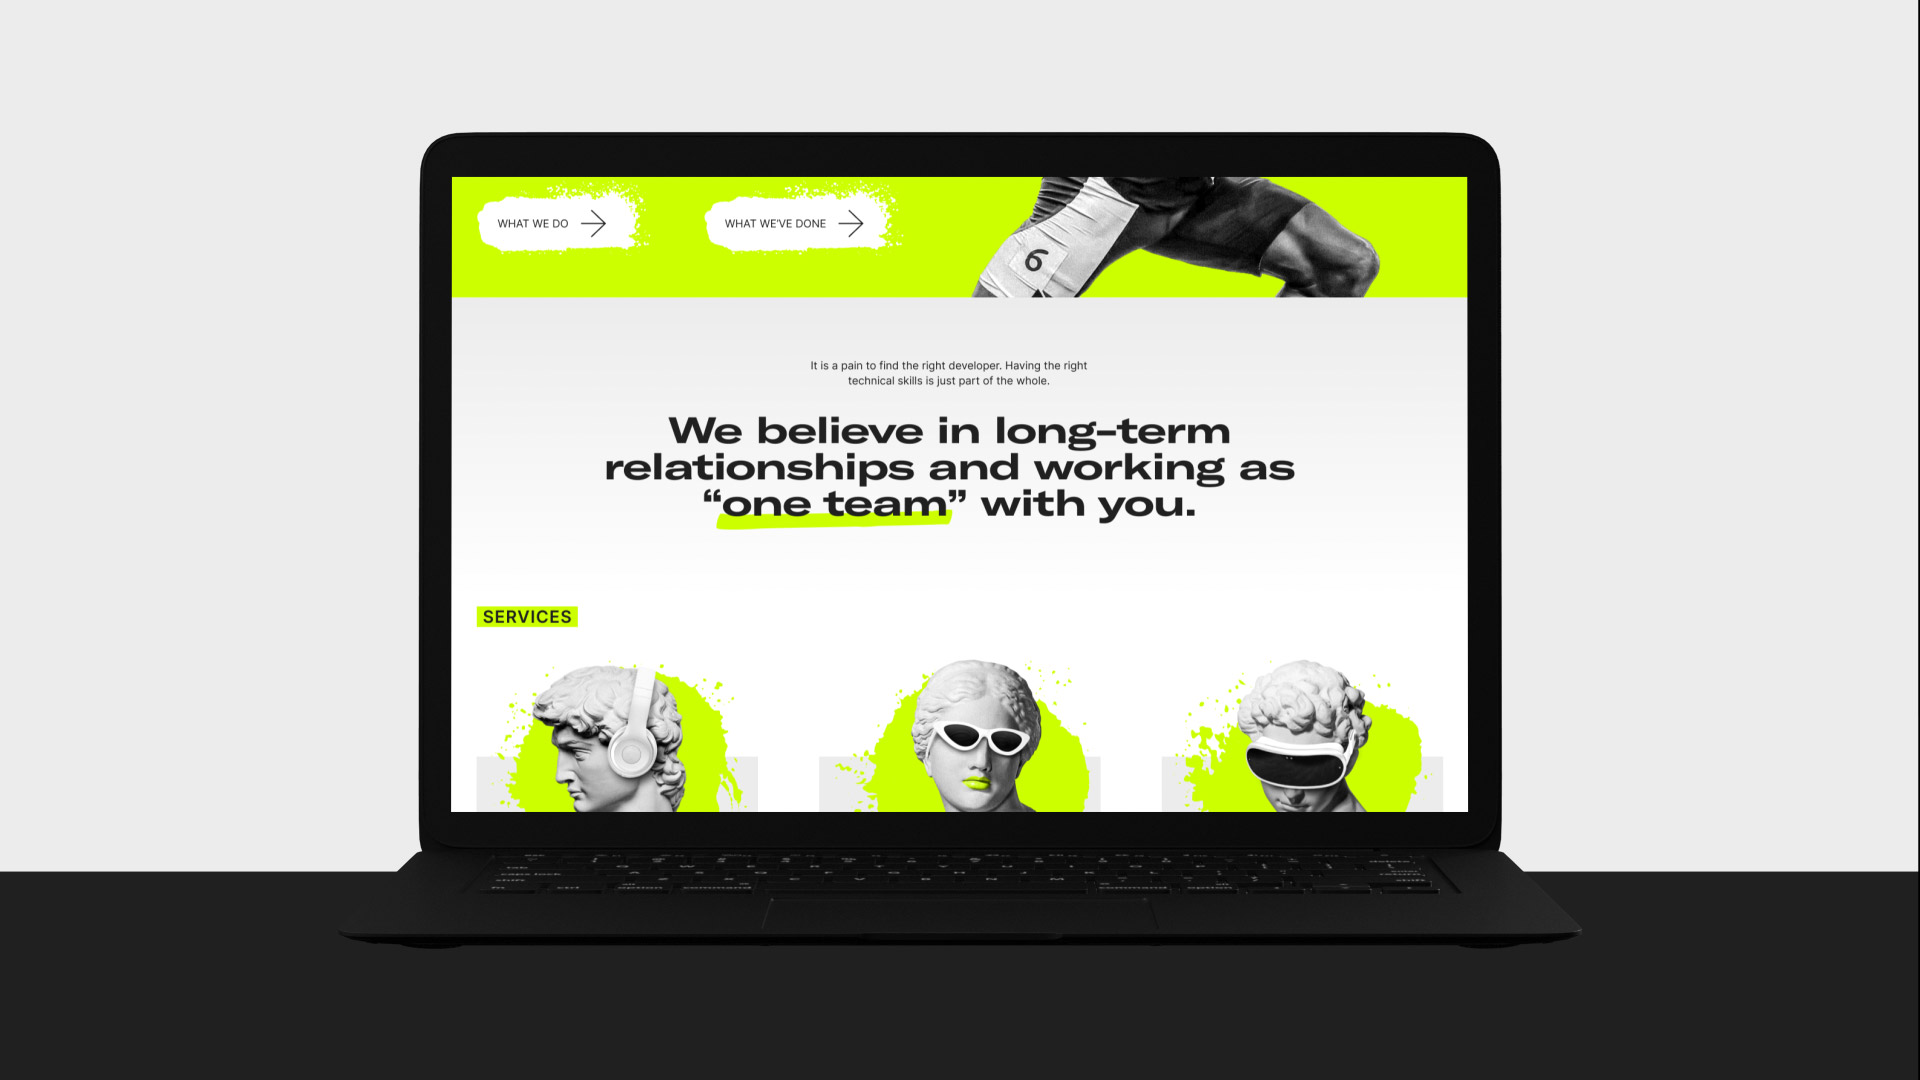 WHAT WE DO
WHAT WE'VE DONE
6
It is a pain to find the right developer. Having the right
technical skills is just part of the whole.
We believe in long-term
relationships and working as
“one team” with you.
SERVICES